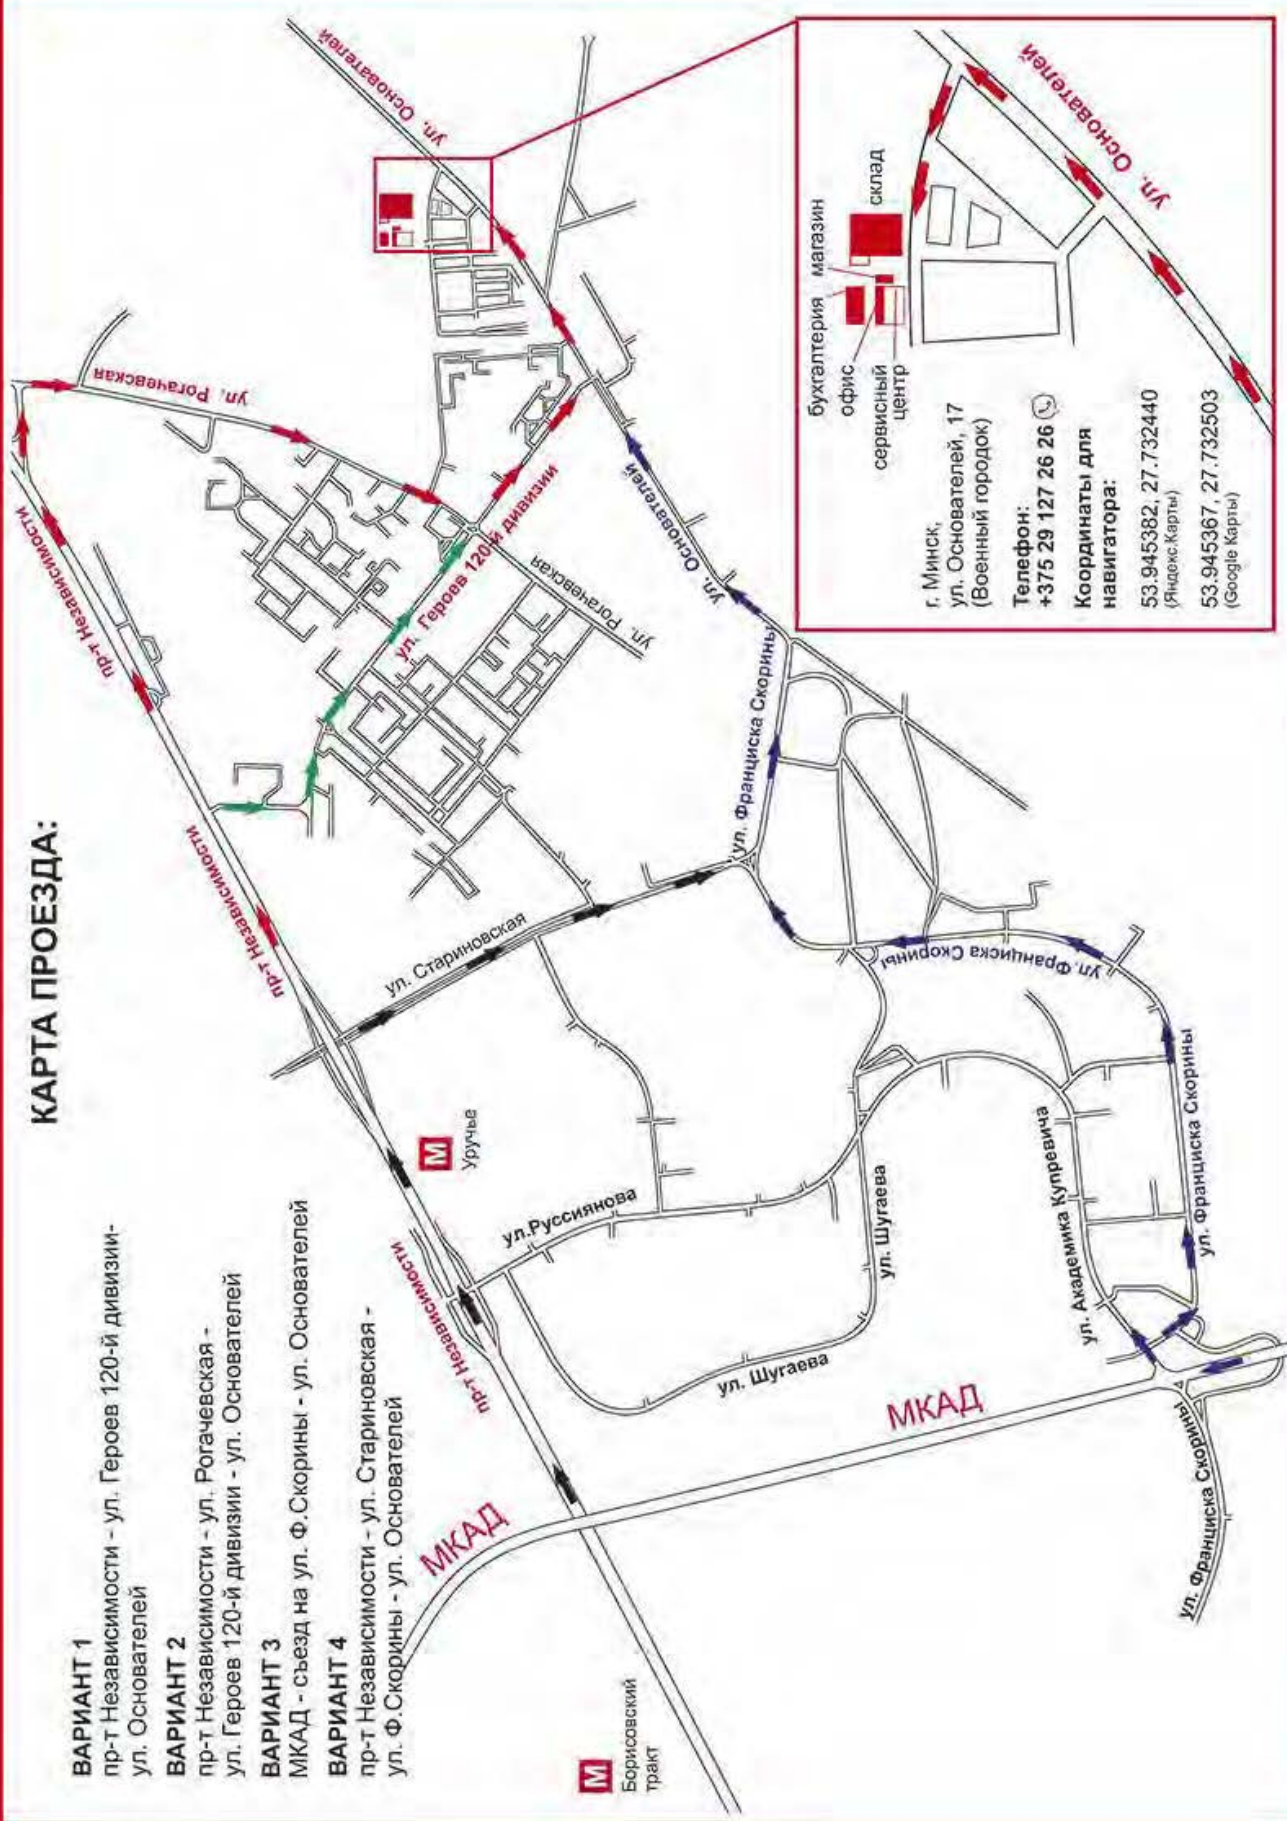 КАРТА ПРОЕЗДА:
ВАРИАНТ 1
пр-т Независимости - ул. Героев 120-й дивизии-
ул. Основателей
ВАРИАНТ 2
пр-т Независимости - ул. Рогачевская -
ул. Героев 120-й дивизии - ул. Основателей
ВАРИАНТ 3
МКАД - съезд на ул. Ф.Скорины - ул. Основателей
ВАРИАНТ 4
пр-т Независимости - ул. Стариновская -
ул. Ф.Скорины - ул. Основателей
М
Борисовский
тракт
МКАД
МКАД
пр-т Независимости
М
Уручье
пр-т Независимости
пр-т Независимости
ул. Рогачевская
ул. Основателей
ул. Героев 120-й дивизии
ул. Рогачевская
ул. Стариновская
ул.Руссиянова
ул. Шугаева
ул. Шугаева
ул. Основателей
ул. Франциска Скорины
ул. Франциска Скорины
ул. Академика Купревича
ул. Франциска Скорины
ул. Франциска Скорины
бухгалтерия
магазин
офис
склад
сервисный
центр
ул. Основателей
г. Минск,
ул. Основателей, 17
(Военный городок)
Телефон:
+375 29 127 26 26
Координаты для
навигатора:
53.945382, 27.732440
(Яндекс.Карты)
53.945367, 27.732503
(Google Карты)